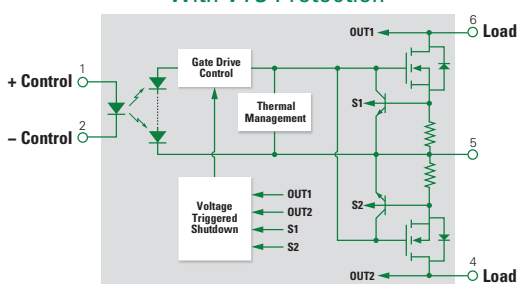 With VTS Protection
OUT1
6
Load
Gate Drive
Control
1
+ Control
Thermal
Management
S1
2
– Control
5
Voltage
Triggered
Shutdown
OUT1
OUT2
S1
S2
S2
OUT2
4
Load